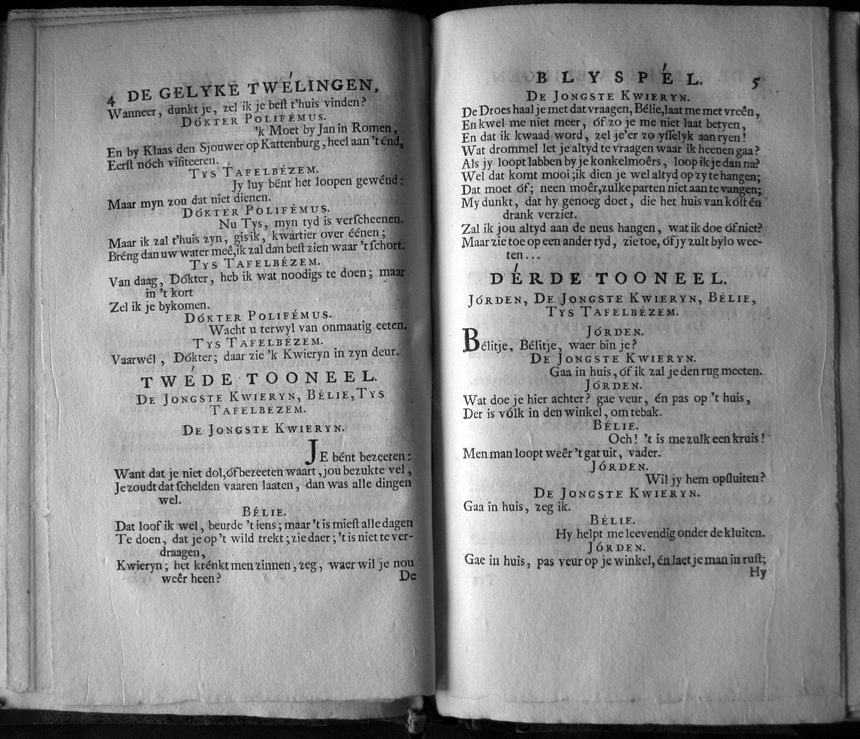 4 DE GELYKE TWÉLINGEN,
Wanneer, dunkt je, zel ik je beſt t'huis vinden?
DÓKTER POLIFÉMUS.
'k Moet by Jan in Romen,
En by Klaas den Sjouwer op Kattenburg, heel aan 't énd,
Eerſt nóch viſiteeren.
TYS TAFELBÉZEM.
Jy luy bént het loopen gewénd:
Maar myn zou dat niet dienen.
DÓKTER POLIFÉMUS.
Nu Tys, myn tyd is verſcheenen.
Maar ik zal t'huis zyn, gis ik, kwartier over éénen;
Bréng dan uw water meê, ik zal dan beſt zien waar 't ſchort.
TYS TAFELBÉZEM.
Van daag, Dókter, heb ik wat noodigs te doen; maar
in 't kort
Zel ik je bykomen.
DÓKTER POLIFÉMUS.
Wacht u terwyl van onmaatig eeten.
TYS TAFELBÉZEM.
Vaarwél, Dókter; daar zie 'k Kwieryn in zyn deur.
TWÉDE TOONEEL.
DE JONGSTE KWIERYN, BÉLIE, TYS
TAFELBÉZEM.
DE JONGSTE KWIERYN.
JE bént bezeeten:
Want dat je niet dol, óf bezeeten waart, jou bezukte vel,
Je zoudt dat ſchelden vaaren laaten, dan was alle dingen
wel.
BÉLIE.
Dat loof ik wel, beurde 't iens; maar 't is mieſt alle dagen
Te doen, dat je op 't wild trekt; zie daer; 't is niet te ver-
draagen,
Kwieryn; het krénkt men zinnen, zeg, waer wil je nou
weêr heen?
De
BLYSPÉL. 5
DE JONGSTE KWIERYN.
De Droes haal je met dat vraagen, Bélie, laat me met vreên,
En kwel me niet meer, óf zo je me niet laat betyen,
En dat ik kwaad word, zel je'er zo yſſelyk aan ryen!
Wat drommel let je altyd te vraagen waar ik heenen gaa?
Als jy loopt labben by je konkelmoêrs, loop ik je dan na?
Wel dat komt mooi; ik dien je wel altyd op zy te hangen;
Dat moet óf; neen moêr, zulke parten niet aan te vangen;
My dunkt, dat hy genoeg doet, die het huis van kóſt én
drank verziet.
Zal ik jou altyd aan de neus hangen, wat ik doe óf niet?
Maar zie toe op een ander tyd, zie toe, óf jy zult bylo wee-
ten...
DÉRDE TOONEEL.
JÓRDEN, DE JONGSTE KWIERYN, BÉLIE,
TYS TAFELBÉZEM.
JÓRDEN.
Bélitje, Bélitje, waer bin je?
DE JONGSTE KWIERYN.
Gaa in huis, óf ik zal je den rug meeten.
JÓRDEN.
Wat doe je hier achter? gae veur, én pas op 't huis,
Der is vólk in den winkel, om tebak.
BÉLIE.
Och! 't is me zulk een kruis!
Men man loopt weêr 't gat uit, vader.
JÓRDEN.
Wil jy hem opſluiten?
DE JONGSTE KWIERYN.
Gaa in huis, zeg ik.
BÉLIE.
Hy helpt me leevendig onder de kluiten.
JÓRDEN.
Gae in huis, pas veur op je winkel, én laet je man in ruſt;
Hy